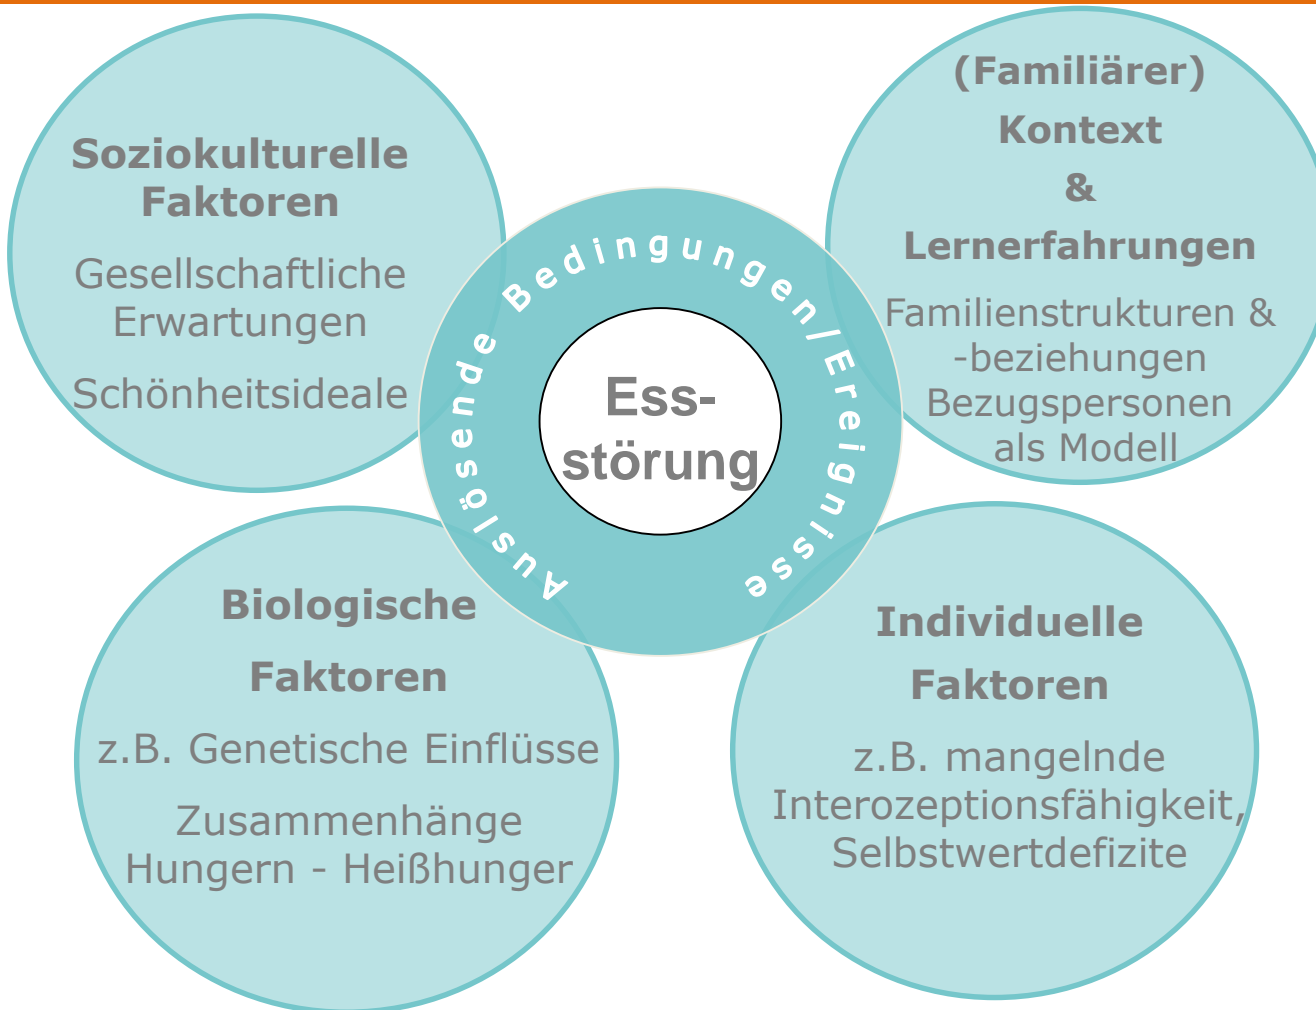 Soziokulturelle
Faktoren
Gesellschaftliche
Erwartungen
Schönheitsideale
(Familiärer)
Kontext
&
Lernerfahrungen
Familienstrukturen &
-beziehungen
Bezugspersonen
als Modell
Auslösende Bedingungen/Ereignisse
Ess-
störung
Biologische
Faktoren
z.B. Genetische Einflüsse
Zusammenhänge
Hungern - Heißhunger
Individuelle
Faktoren
z.B. mangelnde
Interozeptionsfähigkeit,
Selbstwertdefizite